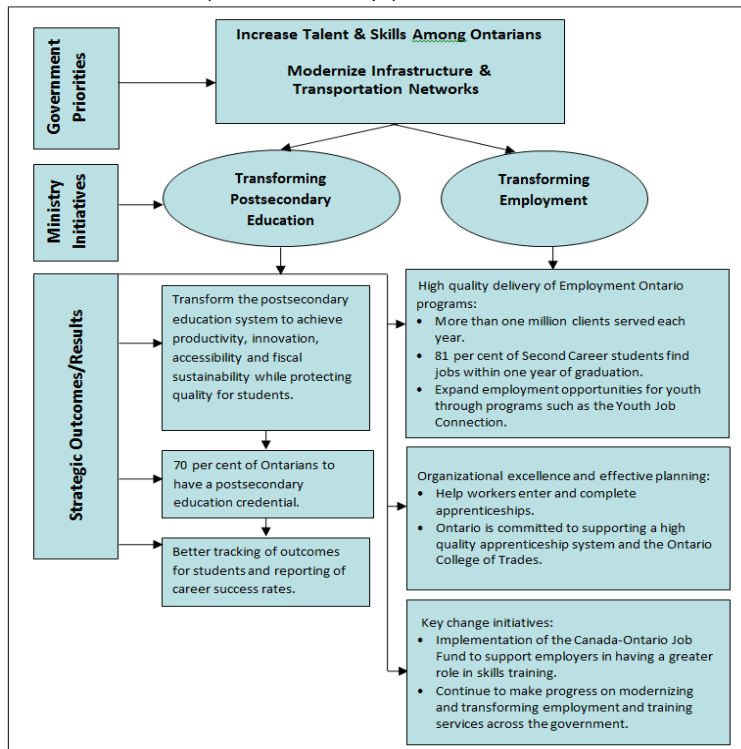 Government
Priorities
Increase Talent & Skills Among Ontarians
Modernize Infrastructure &
Transportation Networks
Ministry
Initiatives
Transforming
Postsecondary
Education
Transforming
Employment
Strategic Outcomes/Results
Transform the postsecondary
education system to achieve
productivity, innovation,
accessibility and fiscal
sustainability while protecting
quality for students.
70 per cent of Ontarians to
have a postsecondary
education credential.
Better tracking of outcomes
for students and reporting of
career success rates.
High quality delivery of Employment Ontario
programs:
• More than one million clients served each
year.
• 81 per cent of Second Career students find
jobs within one year of graduation.
• Expand employment opportunities for youth
through programs such as the Youth Job
Connection.
Organizational excellence and effective planning:
• Help workers enter and complete
apprenticeships.
• Ontario is committed to supporting a high
quality apprenticeship system and the Ontario
College of Trades.
Key change initiatives:
• Implementation of the Canada-Ontario Job
Fund to support employers in having a greater
role in skills training.
• Continue to make progress on modernizing
and transforming employment and training
services across the government.